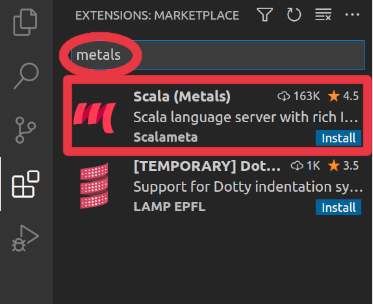 EXTENSIONS: MARKETPLACE
metals
Scala (Metals) 163K 4.5
Scala language server with rich I...
Scalameta Install
[TEMPORARY] Dot... 1K 3.5
Support for Dotty indentation sy...
LAMP EPFL Install